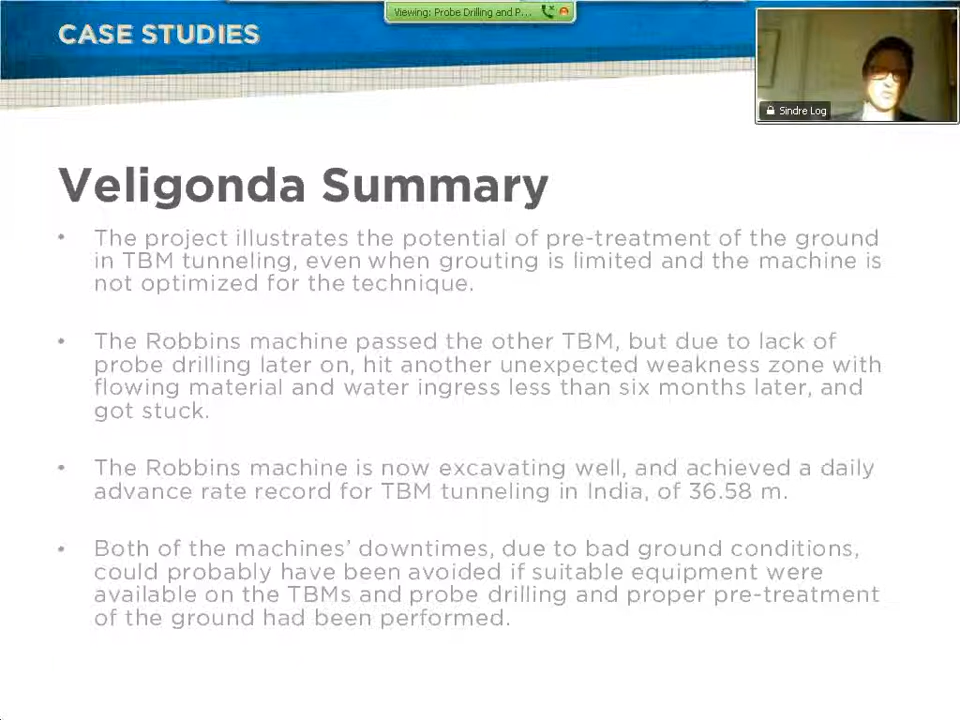 Viewing: Probe Drilling and P...
CASE STUDIES
Sindre Log
Veligonda Summary
• The project illustrates the potential of pre-treatment of the ground
in TBM tunneling, even when grouting is limited and the machine is
not optimized for the technique.
• The Robbins machine passed the other TBM, but due to lack of
probe drilling later on, hit another unexpected weakness zone with
flowing material and water ingress less than six months later, and
got stuck.
• The Robbins machine is now excavating well, and achieved a daily
advance rate record for TBM tunneling in India, of 36.58 m.
• Both of the machines' downtimes, due to bad ground conditions,
could probably have been avoided if suitable equipment were
available on the TBMs and probe drilling and proper pre-treatment
of the ground had been performed.